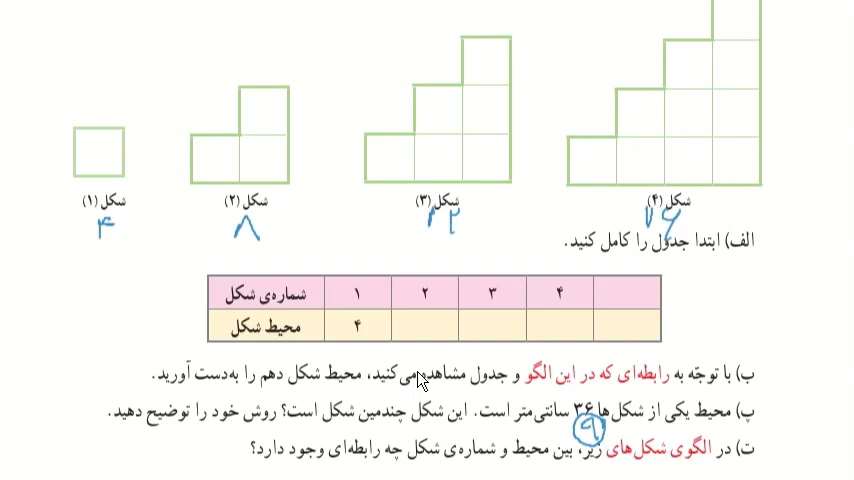 شکل (۱) شکل (۲) شکل (۳) شکل (۴)
۴ ۸ ۱۲ ۱۶
الف) ابتدا جدول را کامل کنید.
شماره‌ی شکل ۱ ۲ ۳ ۴
محیط شکل ۴
ب) با توجّه به رابطه‌ای که در این الگو و جدول مشاهده می‌کنید، محیط شکل دهم را به‌دست آورید.
پ) محیط یکی از شکل‌ها ۳۶ سانتی‌متر است. این شکل چندمین شکل است؟ روش خود را توضیح دهید.
۹
ت) در الگوی شکل‌های زیر، بین محیط و شماره‌ی شکل چه رابطه‌ای وجود دارد؟